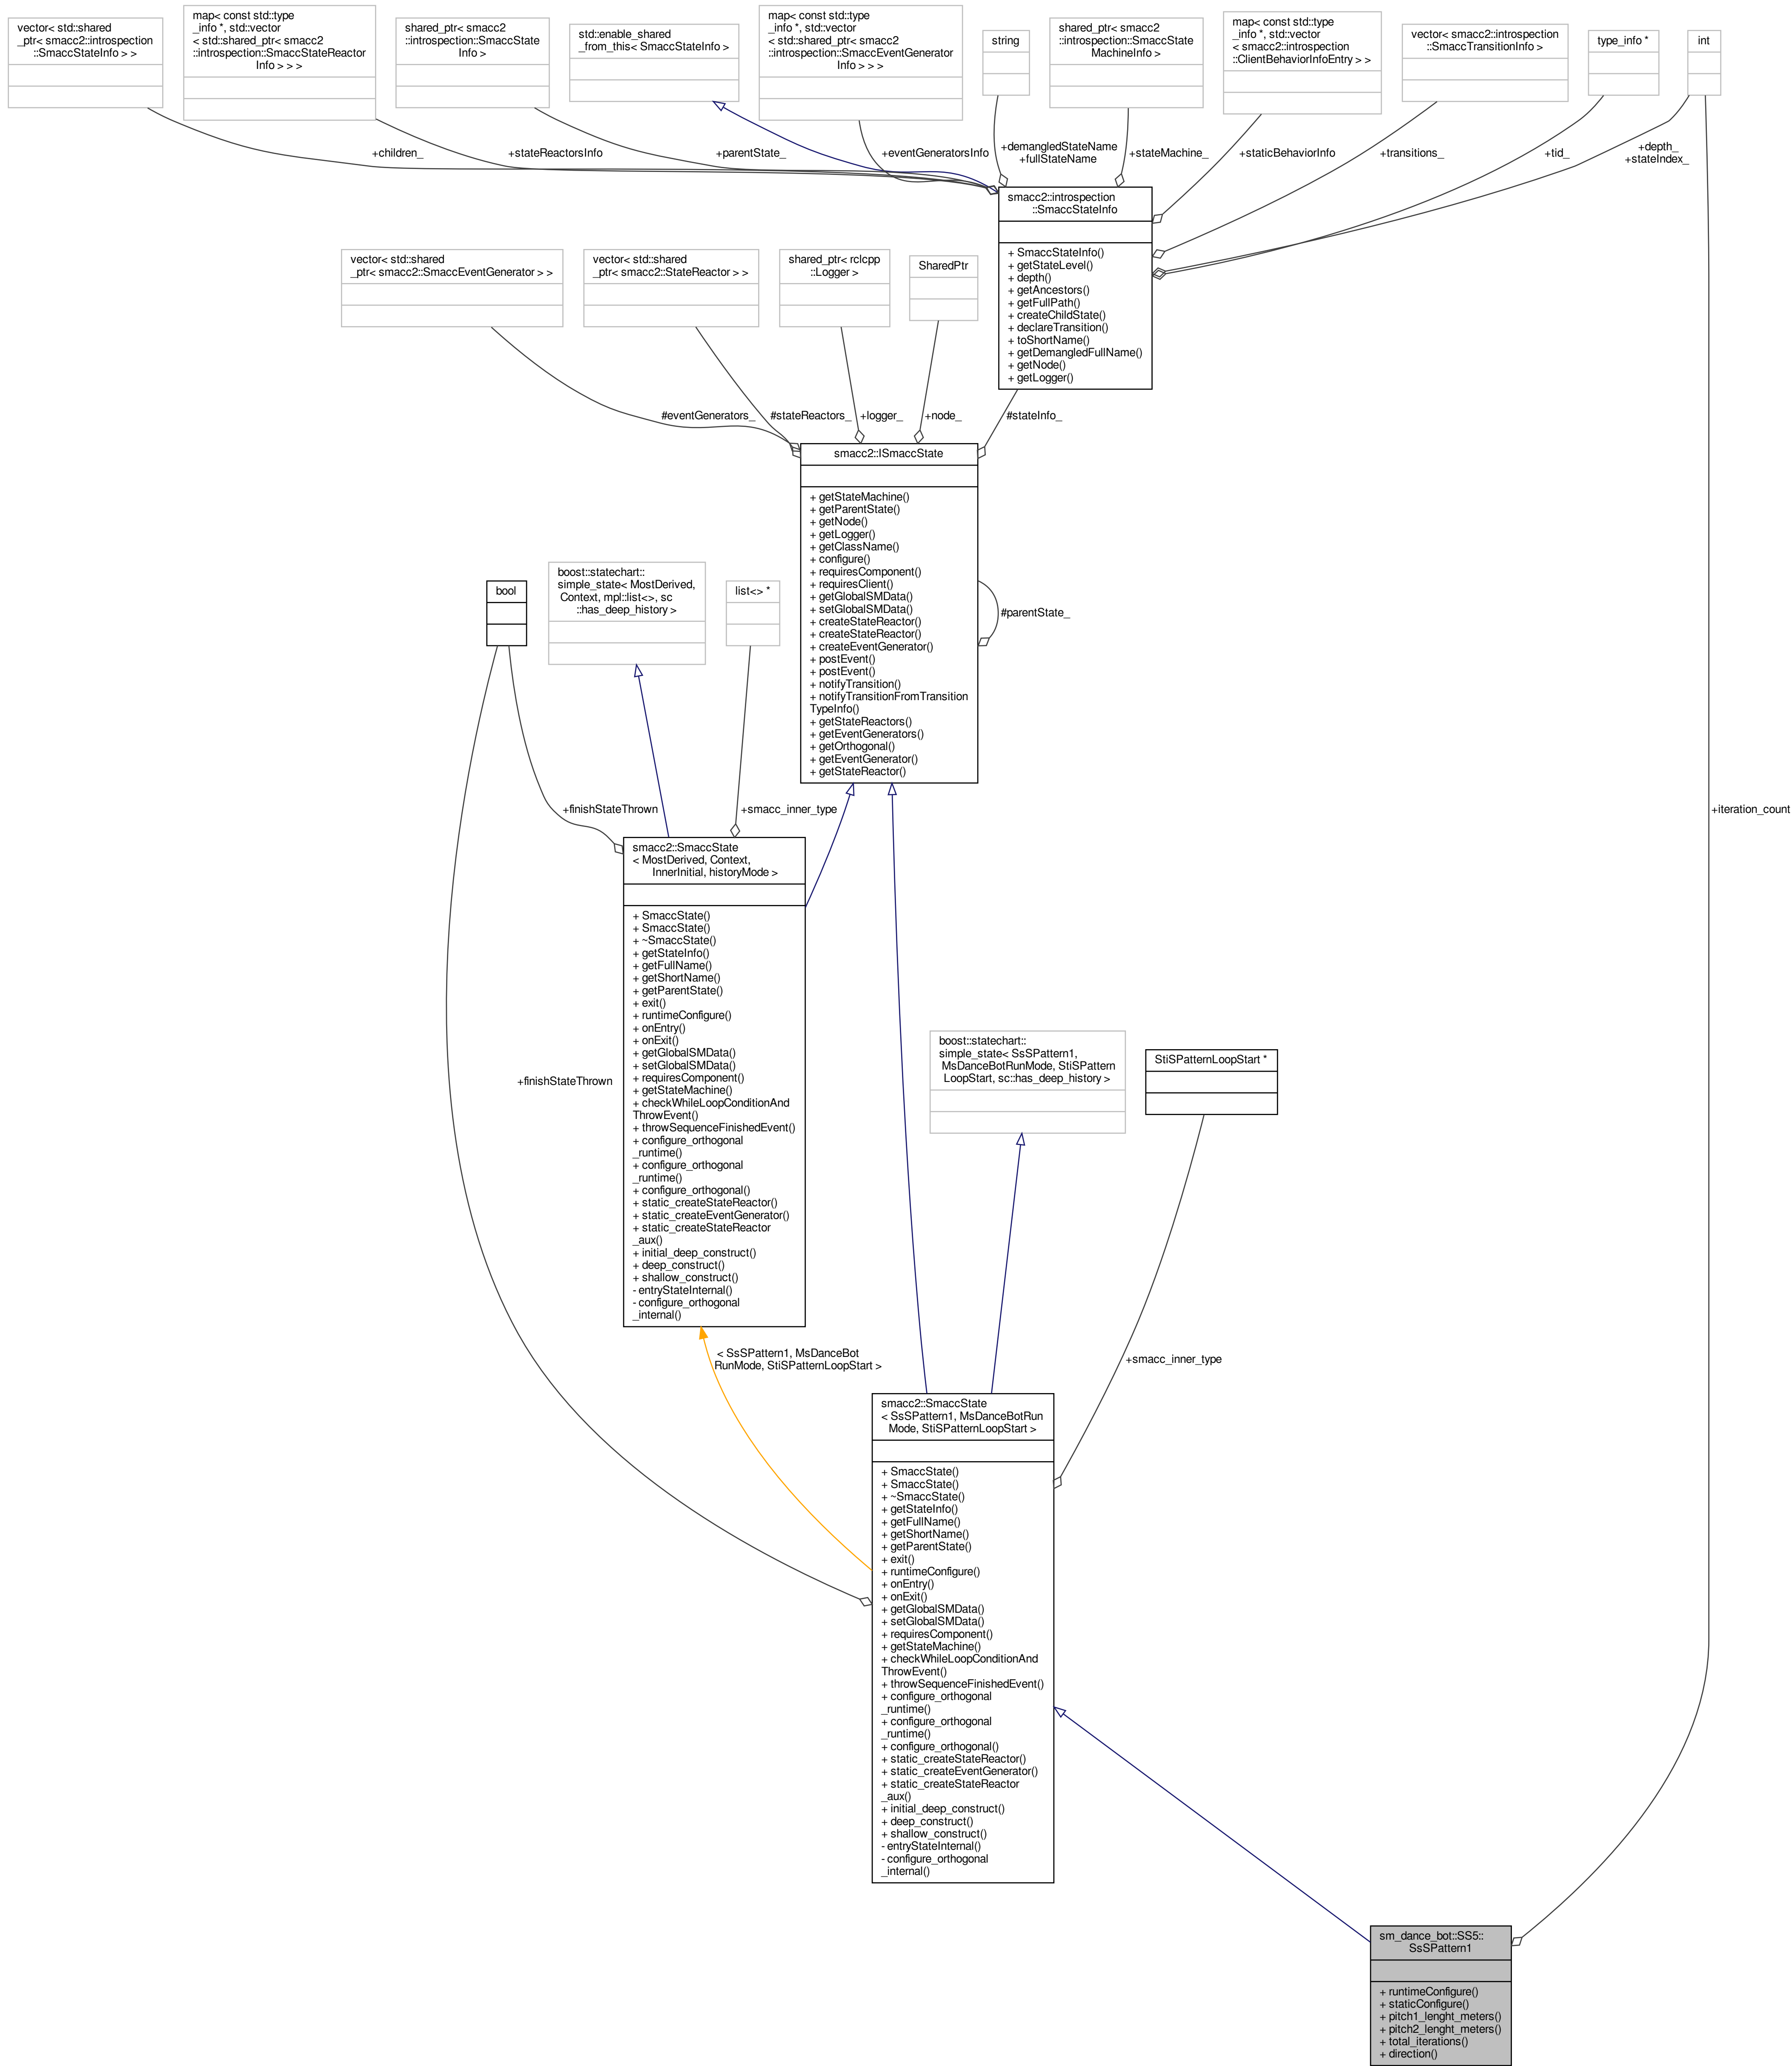 vector< std::shared
_ptr< smacc2::introspection
::SmaccStateInfo > >
map< const std::type
_info *, std::vector
< std::shared_ptr< smacc2
::introspection::SmaccStateReactor
Info > > >
shared_ptr< smacc2
::introspection::SmaccState
Info >
std::enable_shared
_from_this< SmaccStateInfo >
map< const std::type
_info *, std::vector
< std::shared_ptr< smacc2
::introspection::SmaccEventGenerator
Info > > >
string
shared_ptr< smacc2
::introspection::SmaccState
MachineInfo >
map< const std::type
_info *, std::vector
< smacc2::introspection
::ClientBehaviorInfoEntry > >
vector< smacc2::introspection
::SmaccTransitionInfo >
type_info *
int
+children_
+stateReactorsInfo
+parentState_
+eventGeneratorsInfo
+demangledStateName
+fullStateName
+stateMachine_
+staticBehaviorInfo
+transitions_
+tid_
+depth_
+stateIndex_
smacc2::introspection
::SmaccStateInfo
+ SmaccStateInfo()
+ getStateLevel()
+ depth()
+ getAncestors()
+ getFullPath()
+ createChildState()
+ declareTransition()
+ toShortName()
+ getDemangledFullName()
+ getNode()
+ getLogger()
vector< std::shared
_ptr< smacc2::SmaccEventGenerator > >
vector< std::shared
_ptr< smacc2::StateReactor > >
shared_ptr< rclcpp
::Logger >
SharedPtr
#eventGenerators_
#stateReactors_
+logger_
+node_
#stateInfo_
smacc2::ISmaccState
+ getStateMachine()
+ getParentState()
+ getNode()
+ getLogger()
+ getClassName()
+ configure()
+ requiresComponent()
+ requiresClient()
+ getGlobalSMData()
+ setGlobalSMData()
+ createStateReactor()
+ createStateReactor()
+ createEventGenerator()
+ postEvent()
+ postEvent()
+ notifyTransition()
+ notifyTransitionFromTransition
TypeInfo()
+ getStateReactors()
+ getEventGenerators()
+ getOrthogonal()
+ getEventGenerator()
+ getStateReactor()
#parentState_
bool
boost::statechart::
simple_state< MostDerived,
Context, mpl::list<>, sc
::has_deep_history >
list<> *
+finishStateThrown
+smacc_inner_type
+iteration_count
smacc2::SmaccState
< MostDerived, Context,
InnerInitial, historyMode >
+ SmaccState()
+ SmaccState()
+ ~SmaccState()
+ getStateInfo()
+ getFullName()
+ getShortName()
+ getParentState()
+ exit()
+ runtimeConfigure()
+ onEntry()
+ onExit()
+ getGlobalSMData()
+ setGlobalSMData()
+ requiresComponent()
+ getStateMachine()
+ checkWhileLoopConditionAnd
ThrowEvent()
+ throwSequenceFinishedEvent()
+ configure_orthogonal
_runtime()
+ configure_orthogonal
_runtime()
+ configure_orthogonal()
+ static_createStateReactor()
+ static_createEventGenerator()
+ static_createStateReactor
_aux()
+ initial_deep_construct()
+ deep_construct()
+ shallow_construct()
- entryStateInternal()
- configure_orthogonal
_internal()
+finishStateThrown
boost::statechart::
simple_state< SsSPattern1,
MsDanceBotRunMode, StiSPattern
LoopStart, sc::has_deep_history >
StiSPatternLoopStart *
< SsSPattern1, MsDanceBot
RunMode, StiSPatternLoopStart >
+smacc_inner_type
smacc2::SmaccState
< SsSPattern1, MsDanceBotRun
Mode, StiSPatternLoopStart >
+ SmaccState()
+ SmaccState()
+ ~SmaccState()
+ getStateInfo()
+ getFullName()
+ getShortName()
+ getParentState()
+ exit()
+ runtimeConfigure()
+ onEntry()
+ onExit()
+ getGlobalSMData()
+ setGlobalSMData()
+ requiresComponent()
+ getStateMachine()
+ checkWhileLoopConditionAnd
ThrowEvent()
+ throwSequenceFinishedEvent()
+ configure_orthogonal
_runtime()
+ configure_orthogonal
_runtime()
+ configure_orthogonal()
+ static_createStateReactor()
+ static_createEventGenerator()
+ static_createStateReactor
_aux()
+ initial_deep_construct()
+ deep_construct()
+ shallow_construct()
- entryStateInternal()
- configure_orthogonal
_internal()
sm_dance_bot::SS5::
SsSPattern1
+ runtimeConfigure()
+ staticConfigure()
+ pitch1_lenght_meters()
+ pitch2_lenght_meters()
+ total_iterations()
+ direction()